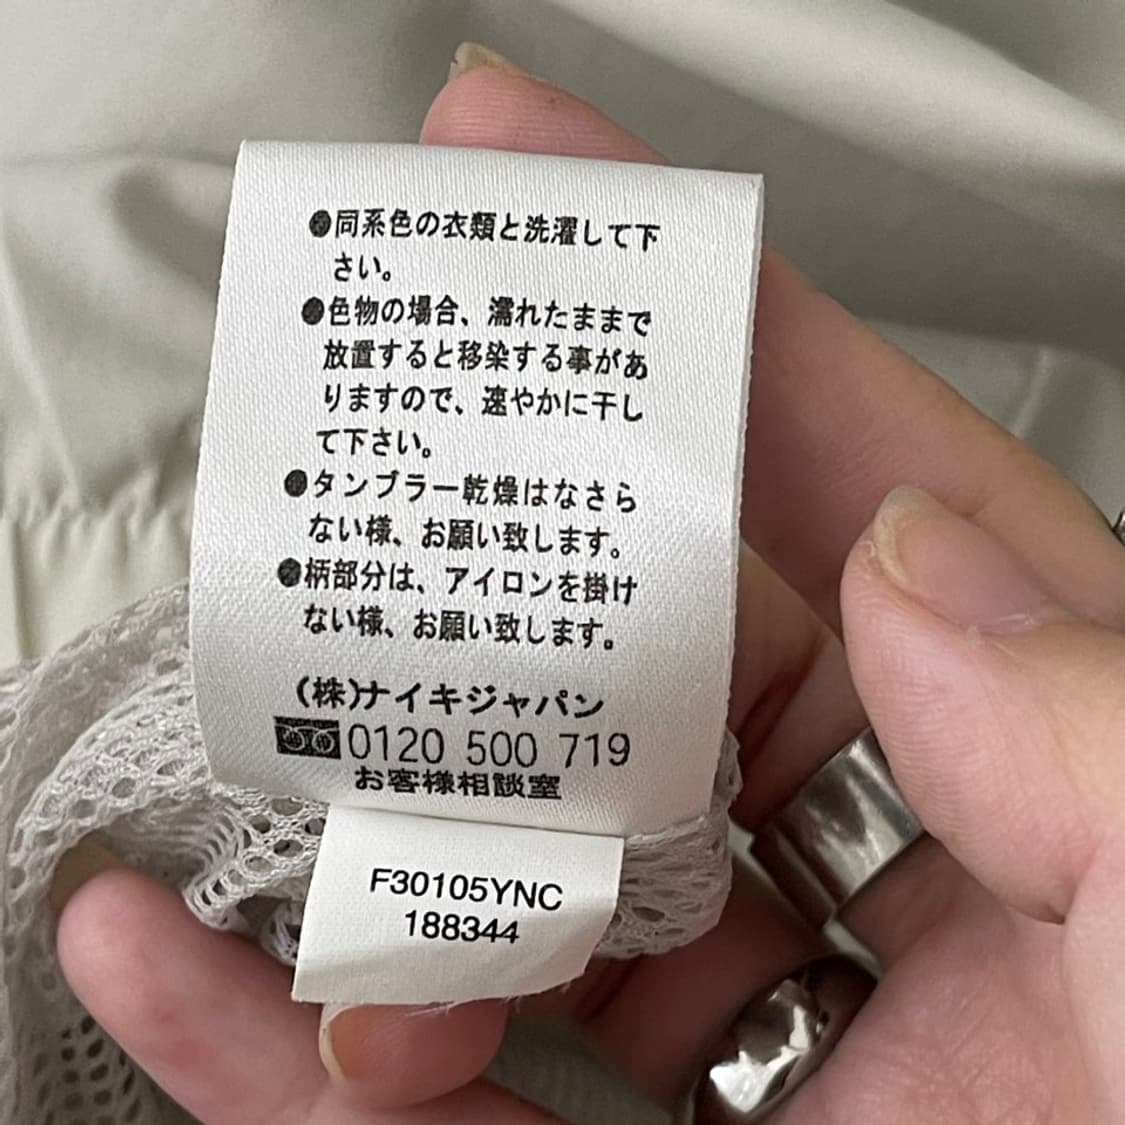 ●同系色の衣類と洗濯して下
さい。
●色物の場合、濡れたままで
放置すると移染する事があ
りますので、速やかに干し
て下さい。
●タンブラー乾燥はなさら
ない様、お願い致します。
●柄部分は、アイロンを掛け
ない様、お願い致します。
(株)ナイキジャパン
0120 500 719
お客様相談室
F30105YNC
188344